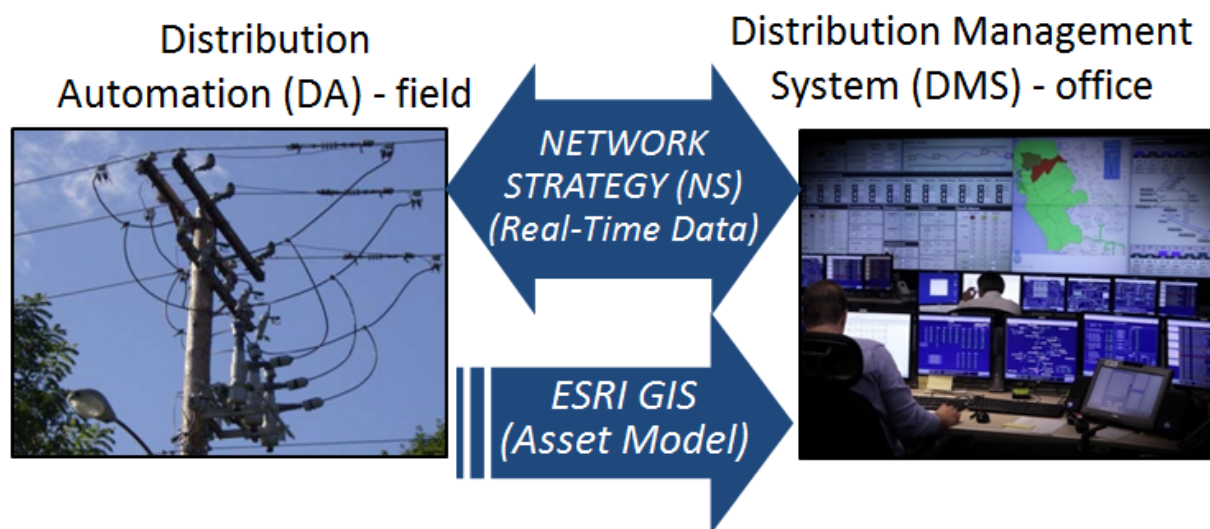 Distribution
Automation (DA) - field
Distribution Management
System (DMS) - office
NETWORK
STRATEGY (NS)
(Real-Time Data)
ESRI GIS
(Asset Model)